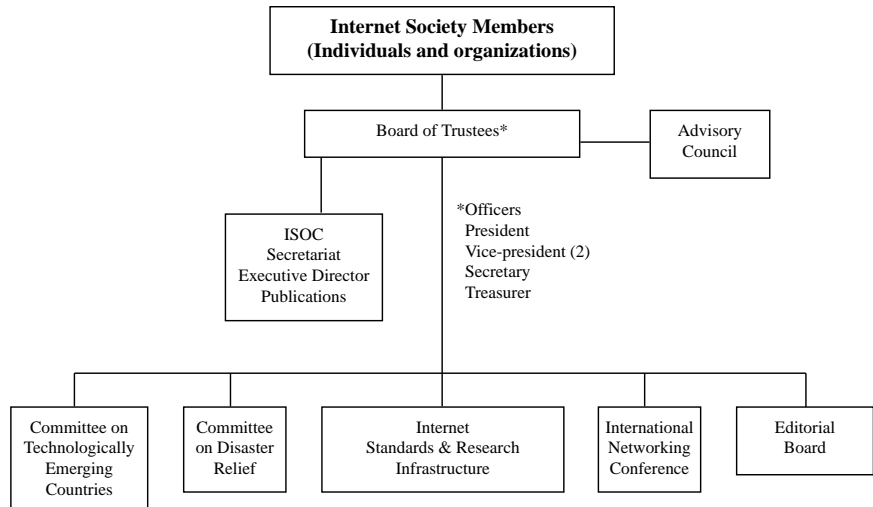 Internet Society Members
(Individuals and organizations)
Board of Trustees*
Advisory
Council
ISOC
Secretariat
Executive Director
Publications
*Officers
President
Vice-president (2)
Secretary
Treasurer
Committee on
Technologically
Emerging
Countries
Committee
on Disaster
Relief
Internet
Standards & Research
Infrastructure
International
Networking
Conference
Editorial
Board